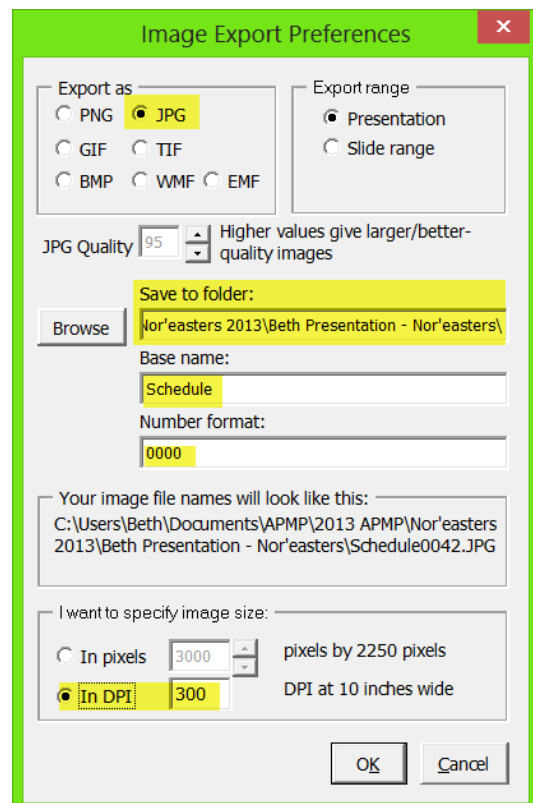 Image Export Preferences
x
Export as
PNG JPG
GIF TIF
BMP WMF EMF
Export range
Presentation
Slide range
JPG Quality 95 Higher values give larger/better-
quality images
Save to folder:
Browse Nor'easters 2013\Beth Presentation - Nor'easters\
Base name:
Schedule
Number format:
0000
Your image file names will look like this:
C:\Users\Beth\Documents\APMP\2013 APMP\Nor'easters
2013\Beth Presentation - Nor'easters\Schedule0042.JPG
I want to specify image size:
In pixels 3000 pixels by 2250 pixels
In DPI 300 DPI at 10 inches wide
OK Cancel